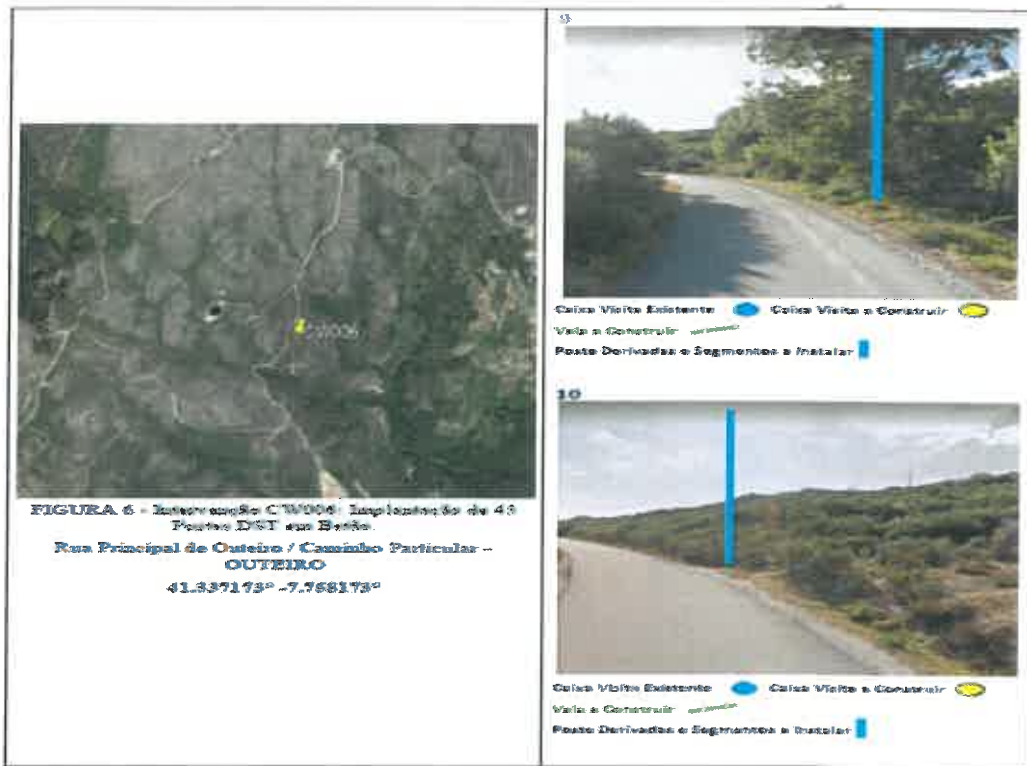 CW006
FIGURA 6 - Intervenção CW006: Implantação de 43
Postes DST em Betão.
Rua Principal de Outeiro / Caminho Particular –
OUTEIRO
41.337173° -7.768173°
9
Caixa Visita Existente Caixa Visita a Construir
Vala a Construir
Poste Derivadas e Segmentos a Instalar
10
Caixa Visita Existente Caixa Visita a Construir
Vala a Construir
Poste Derivadas e Segmentos a Instalar